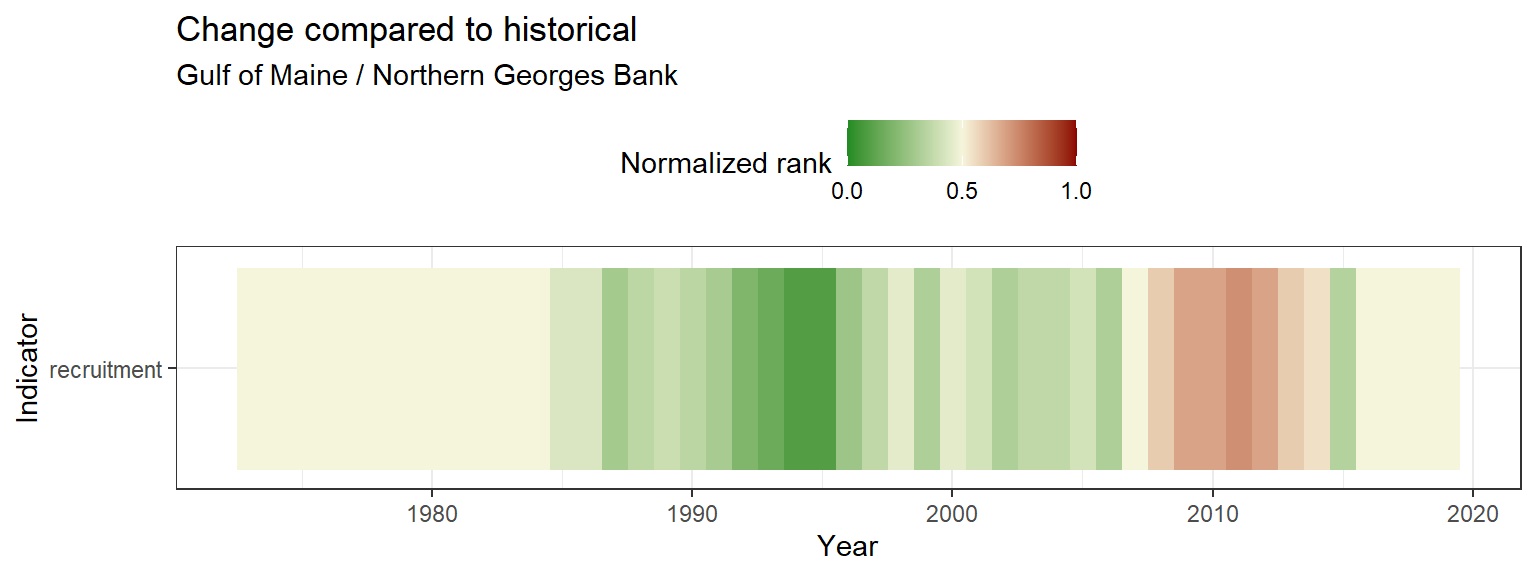 Change compared to historical
Gulf of Maine / Northern Georges Bank
Normalized rank
0.0 0.5 1.0
Indicator
recruitment
1980 1990 2000 2010 2020
Year